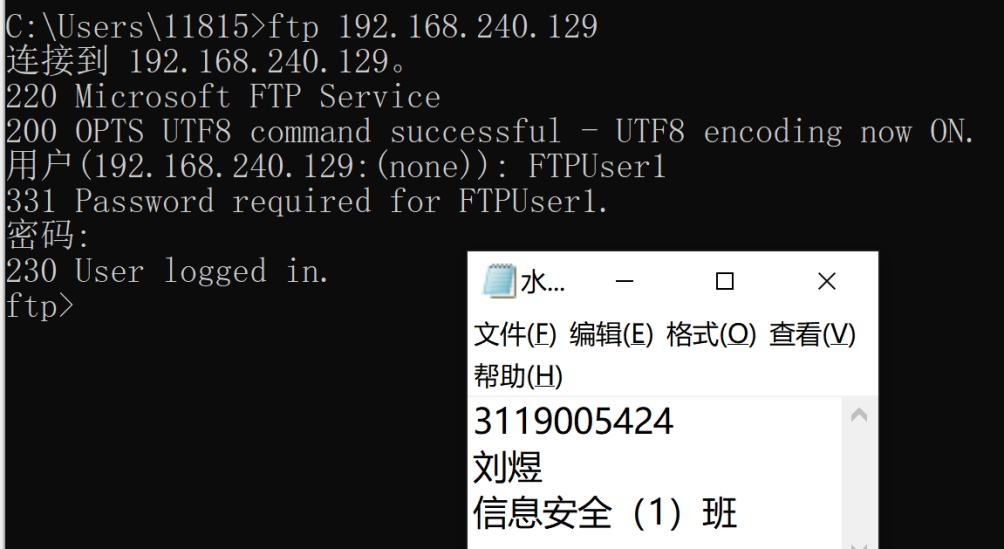 C:\Users\11815>ftp 192.168.240.129
连接到 192.168.240.129。
220 Microsoft FTP Service
200 OPTS UTF8 command successful - UTF8 encoding now ON.
用户(192.168.240.129:(none)): FTPUser1
331 Password required for FTPUser1.
密码:
230 User logged in.
ftp>
水...
文件(F) 编辑(E) 格式(O) 查看(V)
帮助(H)
3119005424
刘煜
信息安全（1）班